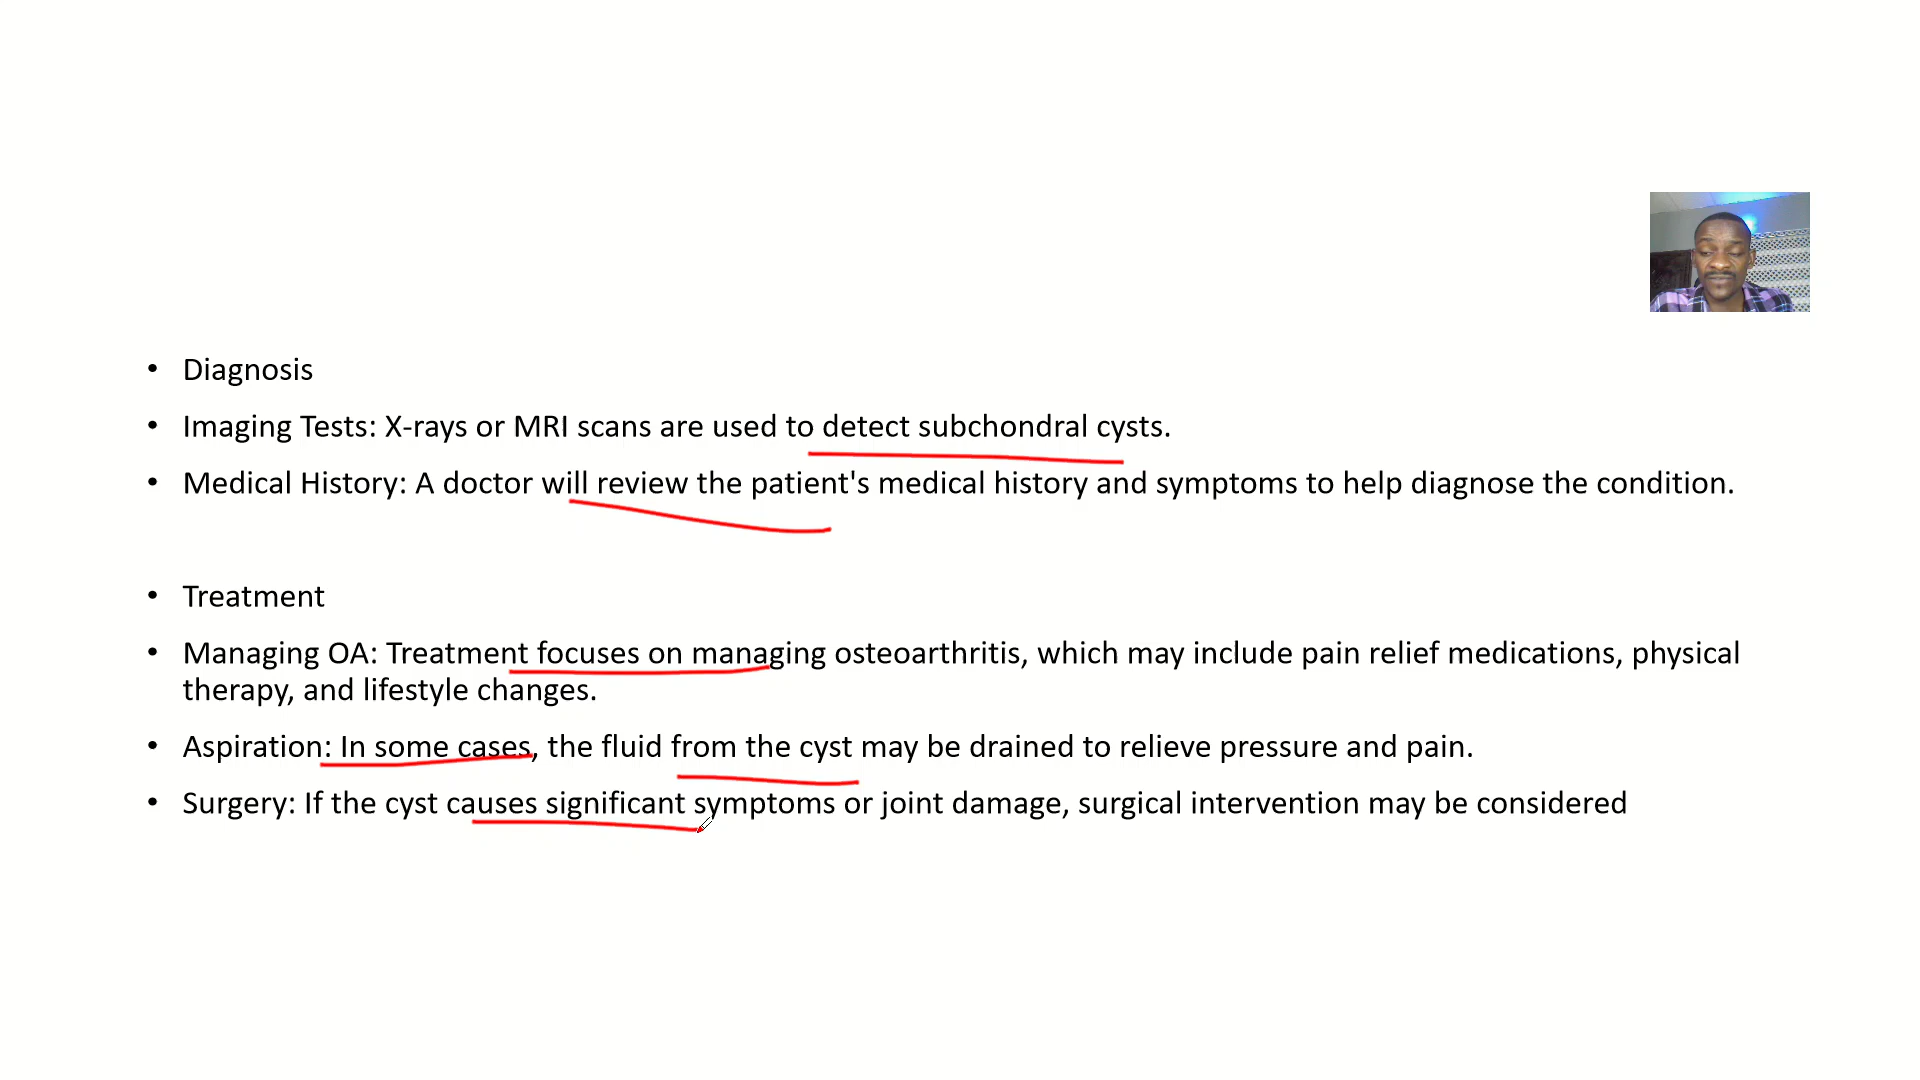 • Diagnosis
• Imaging Tests: X-rays or MRI scans are used to detect subchondral cysts.
• Medical History: A doctor will review the patient's medical history and symptoms to help diagnose the condition.
• Treatment
• Managing OA: Treatment focuses on managing osteoarthritis, which may include pain relief medications, physical
therapy, and lifestyle changes.
• Aspiration: In some cases, the fluid from the cyst may be drained to relieve pressure and pain.
• Surgery: If the cyst causes significant symptoms or joint damage, surgical intervention may be considered